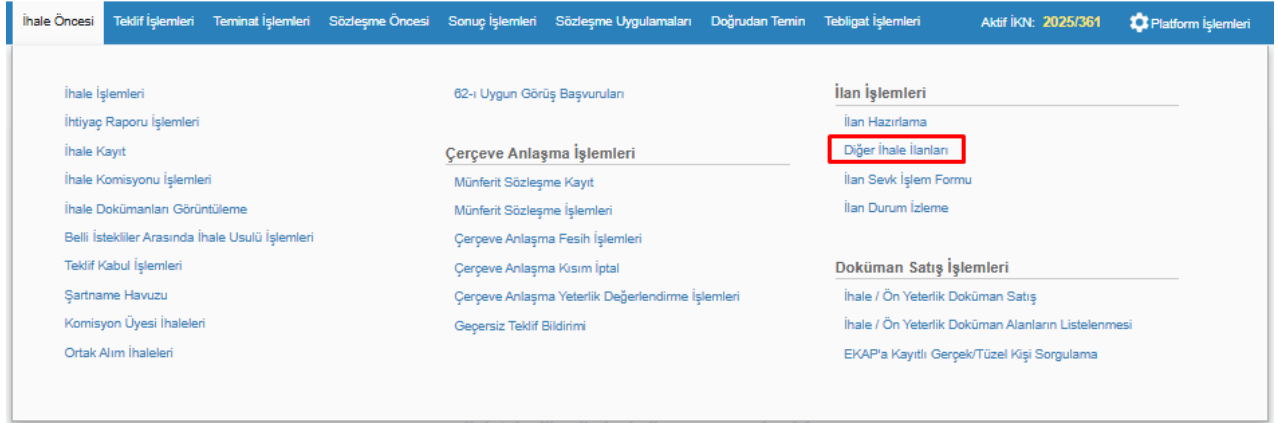 İhale Öncesi Teklif İşlemleri Teminat İşlemleri Sözleşme Öncesi Sonuç İşlemleri Sözleşme Uygulamaları Doğrudan Temin Tebligat İşlemleri Aktif İKN: 2025/361 Platform İşlemleri
İhale İşlemleri
İhtiyaç Raporu İşlemleri
İhale Kayıt
İhale Komisyonu İşlemleri
İhale Dokümanları Görüntüleme
Belli İstekliler Arasında İhale Usulü İşlemleri
Teklif Kabul İşlemleri
Şartname Havuzu
Komisyon Üyesi İhaleleri
Ortak Alım İhaleleri
62-ı Uygun Görüş Başvuruları
Çerçeve Anlaşma İşlemleri
Münferit Sözleşme Kayıt
Münferit Sözleşme İşlemleri
Çerçeve Anlaşma Fesih İşlemleri
Çerçeve Anlaşma Kısım İptal
Çerçeve Anlaşma Yeterlik Değerlendirme İşlemleri
Geçersiz Teklif Bildirimi
İlan İşlemleri
İlan Hazırlama
Diğer İhale İlanları
İlan Sevk İşlem Formu
İlan Durum İzleme
Doküman Satış İşlemleri
İhale / Ön Yeterlik Doküman Satış
İhale / Ön Yeterlik Doküman Alanların Listelenmesi
EKAP'a Kayıtlı Gerçek/Tüzel Kişi Sorgulama